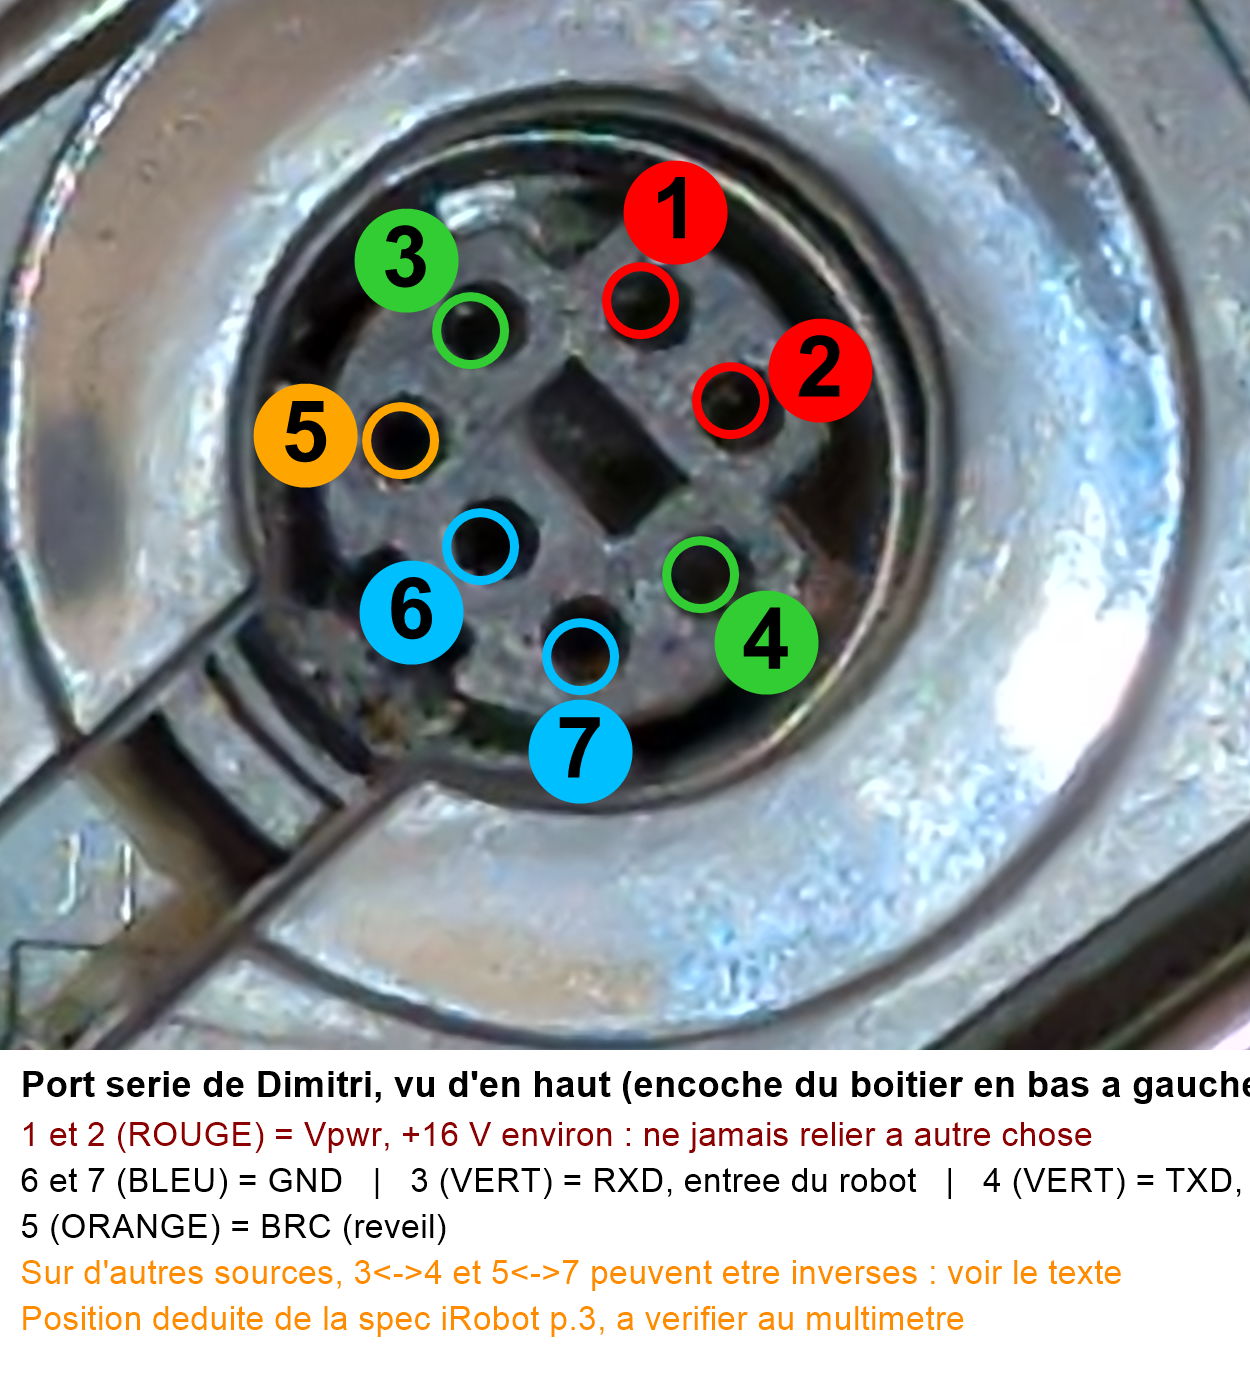 1
3
2
5
6
4
7
Port serie de Dimitri, vu d'en haut (encoche du boitier en bas a gauche
1 et 2 (ROUGE) = Vpwr, +16 V environ : ne jamais relier a autre chose
6 et 7 (BLEU) = GND | 3 (VERT) = RXD, entree du robot | 4 (VERT) = TXD,
5 (ORANGE) = BRC (reveil)
Sur d'autres sources, 3<->4 et 5<->7 peuvent etre inverses : voir le texte
Position deduite de la spec iRobot p.3, a verifier au multimetre